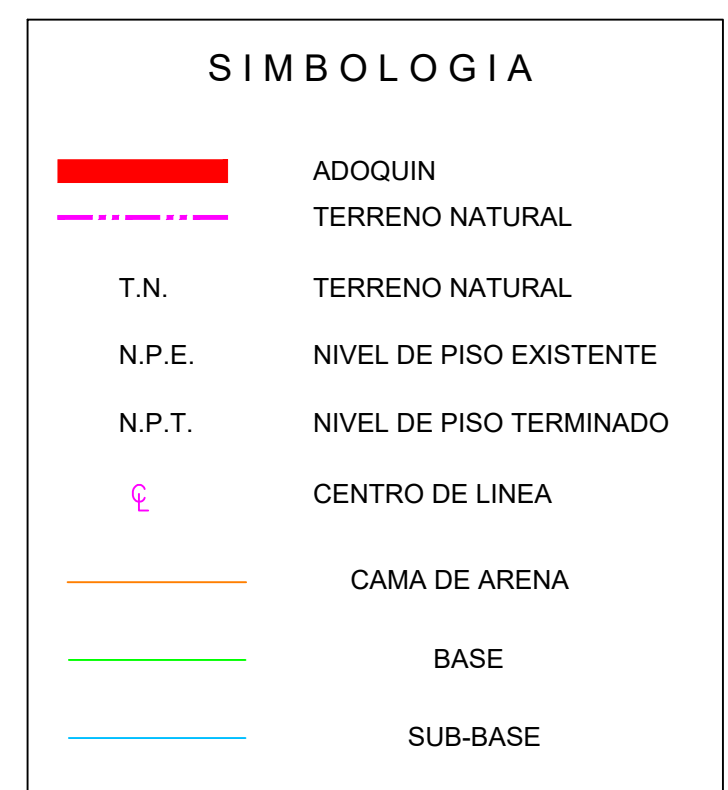 SIMBOLOGIA
ADOQUIN
TERRENO NATURAL
T.N. TERRENO NATURAL
N.P.E. NIVEL DE PISO EXISTENTE
N.P.T. NIVEL DE PISO TERMINADO
℄ CENTRO DE LINEA
CAMA DE ARENA
BASE
SUB-BASE